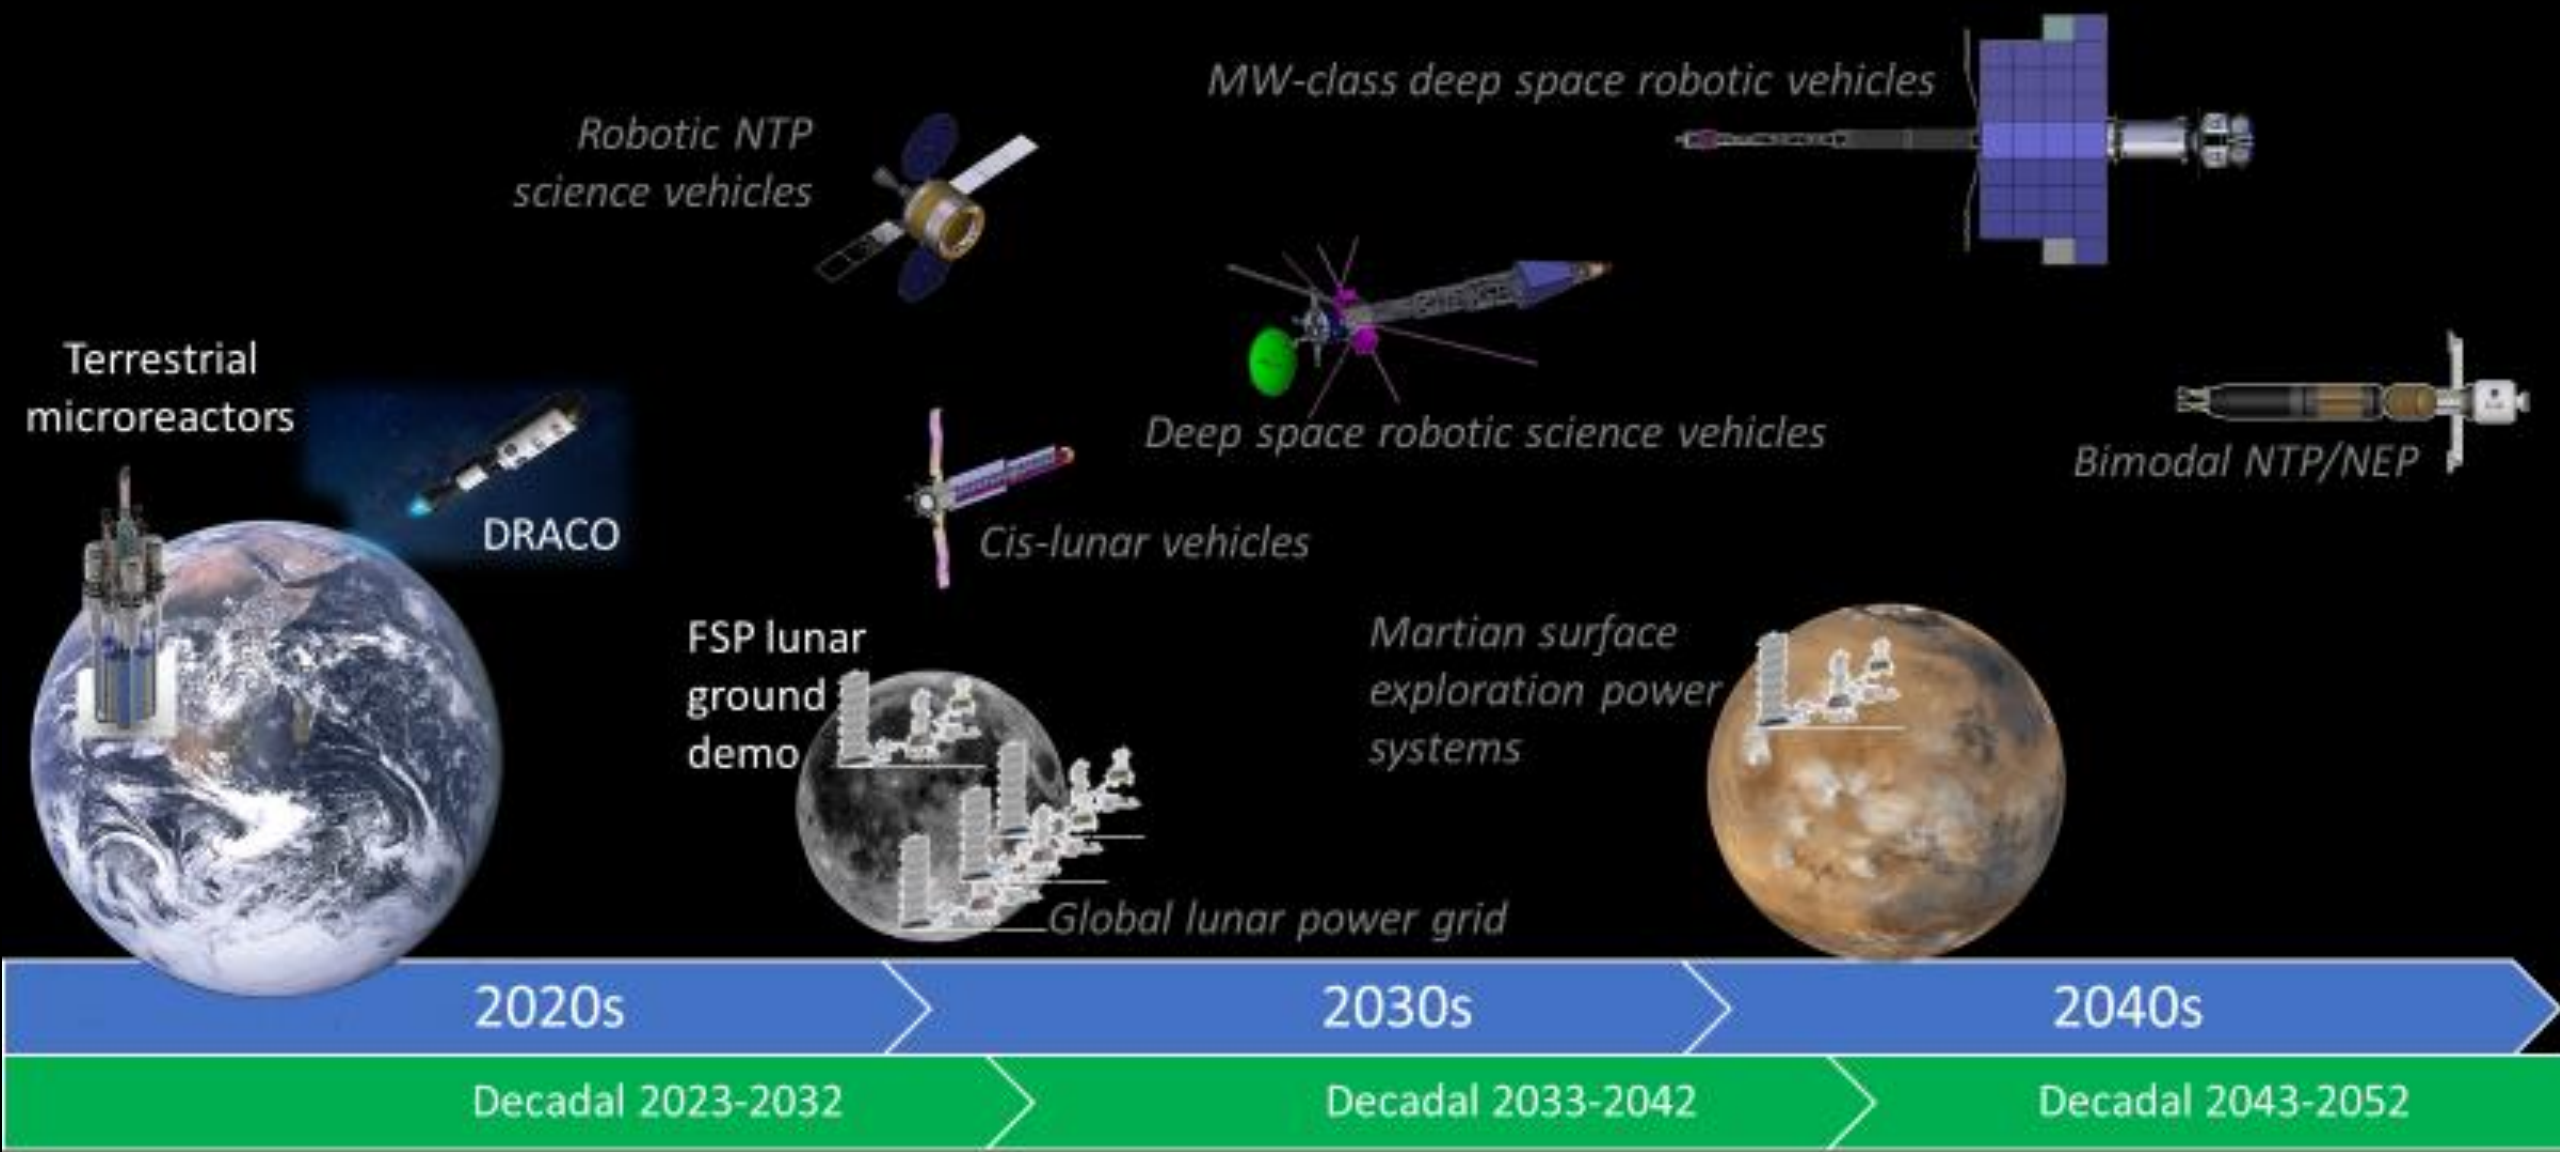 MW-class deep space robotic vehicles
Robotic NTP
science vehicles
Terrestrial
microreactors
DRACO
Deep space robotic science vehicles
Bimodal NTP/NEP
Cis-lunar vehicles
FSP lunar
ground
demo
Martian surface
exploration power
systems
Global lunar power grid
2020s
2030s
2040s
Decadal 2023-2032
Decadal 2033-2042
Decadal 2043-2052